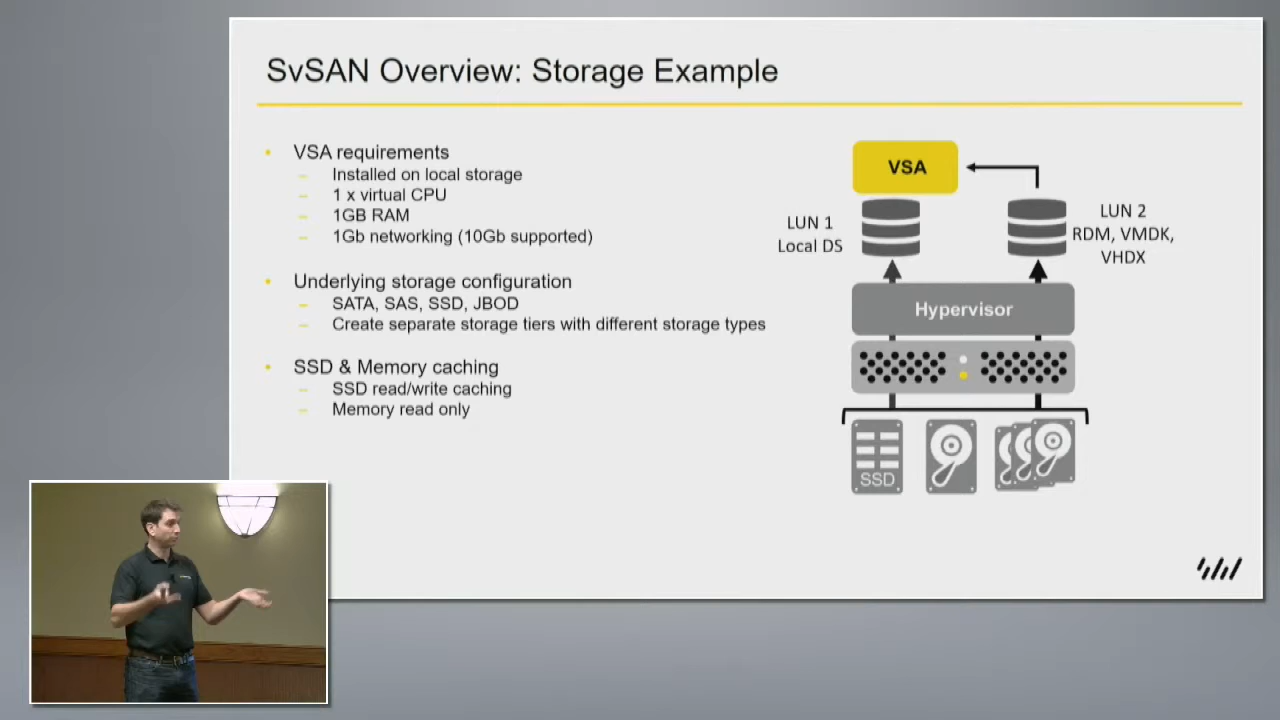 SvSAN Overview: Storage Example
• VSA requirements
– Installed on local storage
– 1 x virtual CPU
– 1GB RAM
– 1Gb networking (10Gb supported)
• Underlying storage configuration
– SATA, SAS, SSD, JBOD
– Create separate storage tiers with different storage types
• SSD & Memory caching
– SSD read/write caching
– Memory read only
VSA
LUN 1
Local DS
LUN 2
RDM, VMDK,
VHDX
Hypervisor
SSD